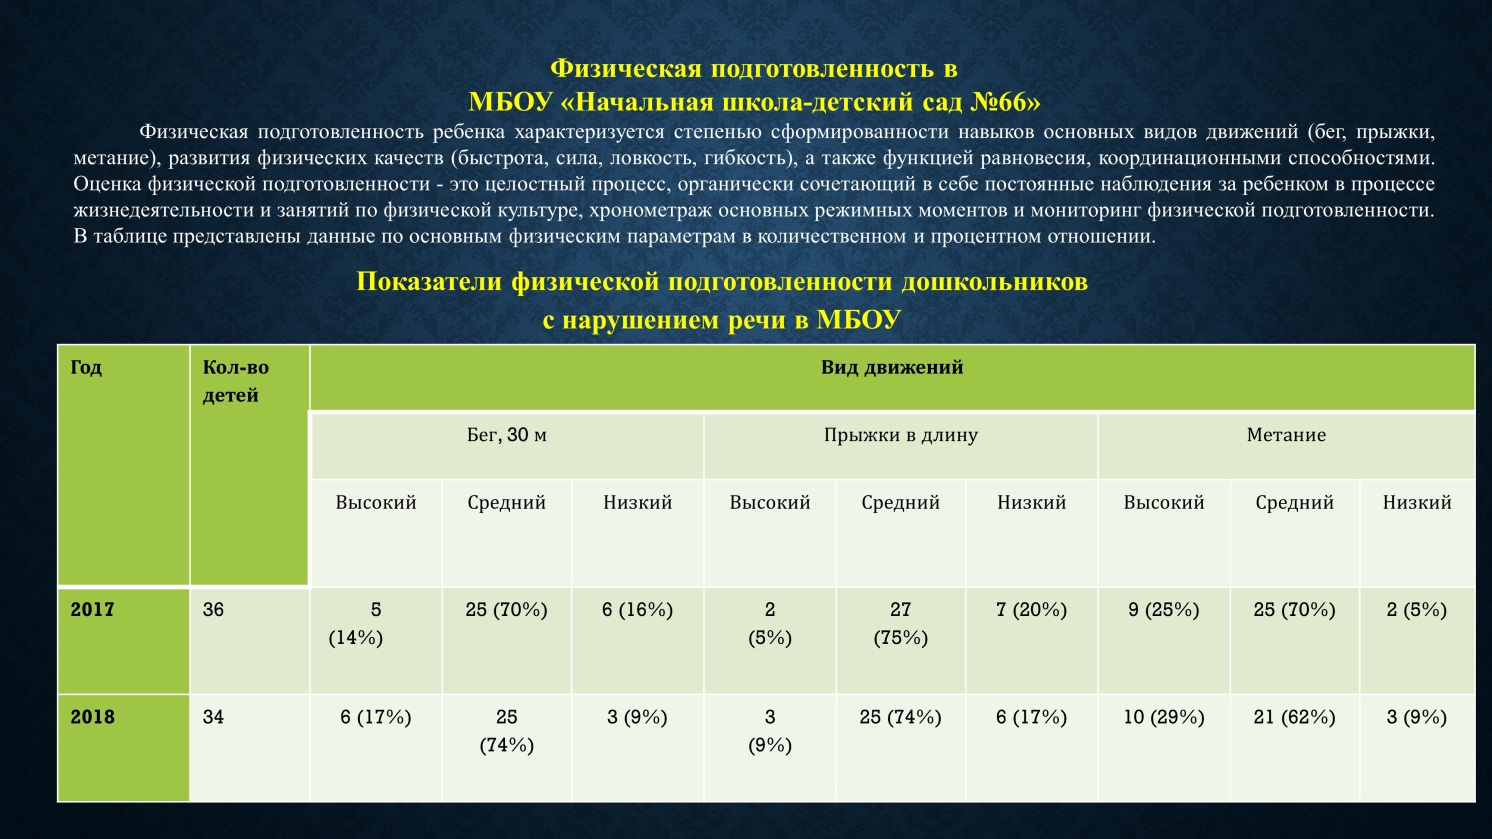 Физическая подготовленность в
МБОУ «Начальная школа-детский сад №66»
Физическая подготовленность ребенка характеризуется степенью сформированности навыков основных видов движений (бег, прыжки,
метание), развития физических качеств (быстрота, сила, ловкость, гибкость), а также функцией равновесия, координационными способностями.
Оценка физической подготовленности - это целостный процесс, органически сочетающий в себе постоянные наблюдения за ребенком в процессе
жизнедеятельности и занятий по физической культуре, хронометраж основных режимных моментов и мониторинг физической подготовленности.
В таблице представлены данные по основным физическим параметрам в количественном и процентном отношении.
Показатели физической подготовленности дошкольников
с нарушением речи в МБОУ
Год Кол-во Вид движений
детей
Бег, 30 м Прыжки в длину Метание
Высокий Средний Низкий Высокий Средний Низкий Высокий Средний Низкий
2017 36 5 25 (70%) 6 (16%) 2 27 7 (20%) 9 (25%) 25 (70%) 2 (5%)
(14%) (5%) (75%)
2018 34 6 (17%) 25 3 (9%) 3 25 (74%) 6 (17%) 10 (29%) 21 (62%) 3 (9%)
(74%) (9%)